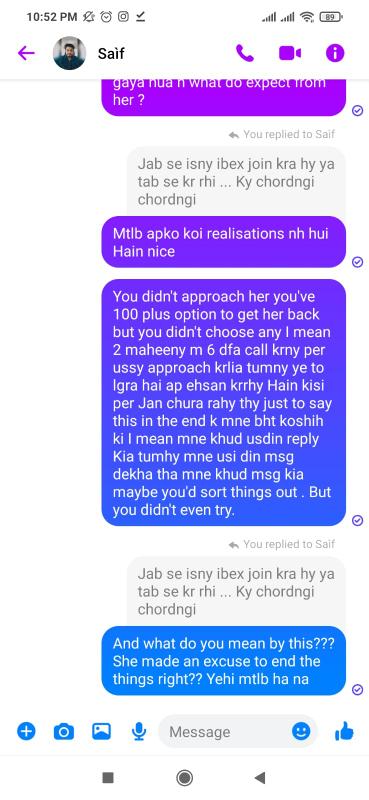 10:52 PM
89
Saìf
gaya hua n what do expect from
her ?
You replied to Saìf
Jab se isny ibex join kra hy ya
tab se kr rhi ... Ky chordngi
chordngi
Mtlb apko koi realisations nh hui
Hain nice
You didn't approach her you've
100 plus option to get her back
but you didn't choose any I mean
2 maheeny m 6 dfa call krny per
ussy approach krlia tumny ye to
lgra hai ap ehsan krrhy Hain kisi
per Jan chura rahy thy just to say
this in the end k mne bht koshih
ki I mean mne khud usdin reply
Kia tumhy mne usi din msg
dekha tha mne khud msg kia
maybe you'd sort things out . But
you didn't even try.
You replied to Saìf
Jab se isny ibex join kra hy ya
tab se kr rhi ... Ky chordngi
chordngi
And what do you mean by this???
She made an excuse to end the
things right?? Yehi mtlb ha na
Message